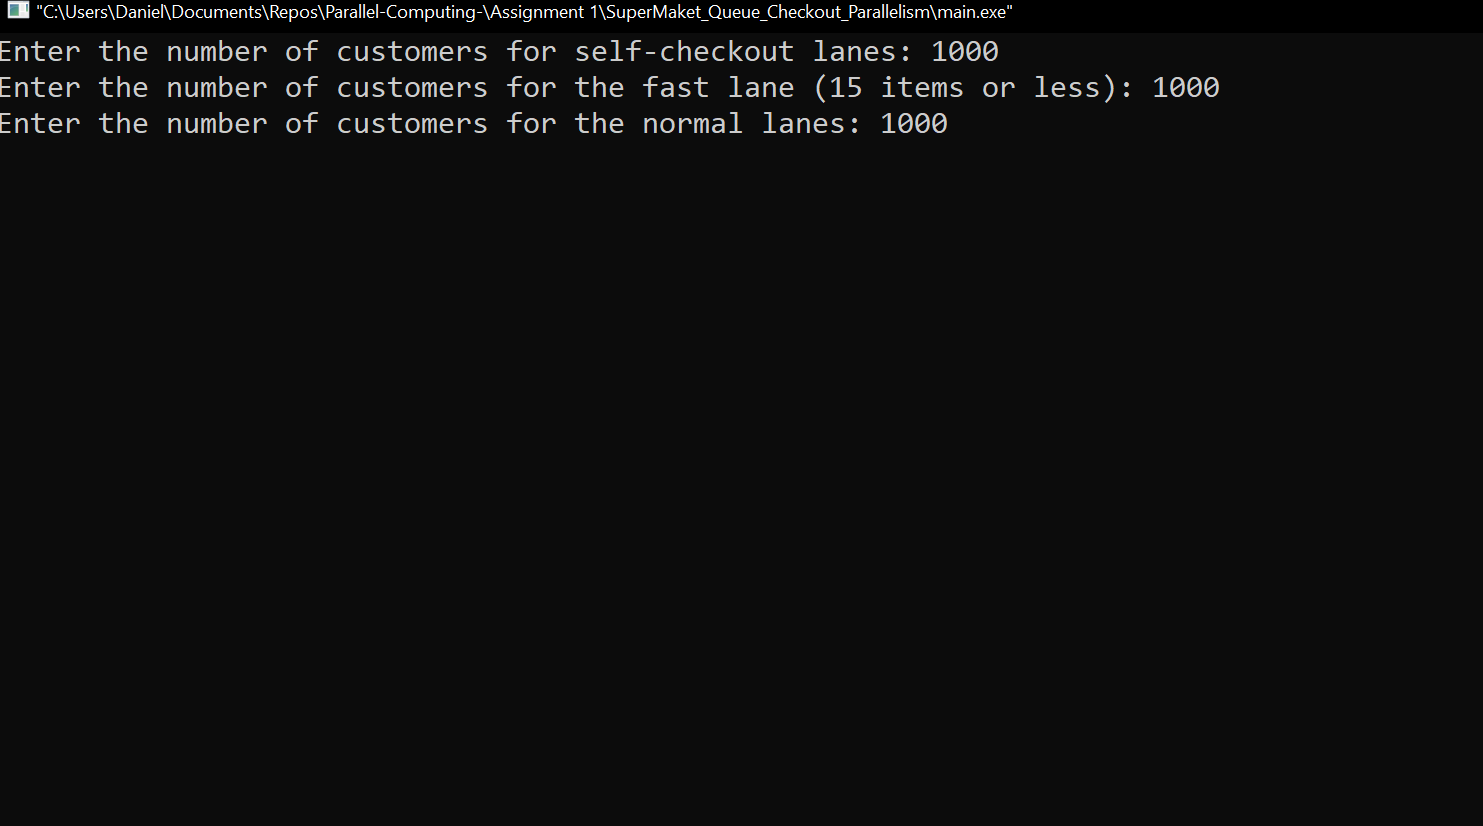 "C:\Users\Daniel\Documents\Repos\Parallel-Computing-\Assignment 1\SuperMaket_Queue_Checkout_Parallelism\main.exe"
Enter the number of customers for self-checkout lanes: 1000
Enter the number of customers for the fast lane (15 items or less): 1000
Enter the number of customers for the normal lanes: 1000